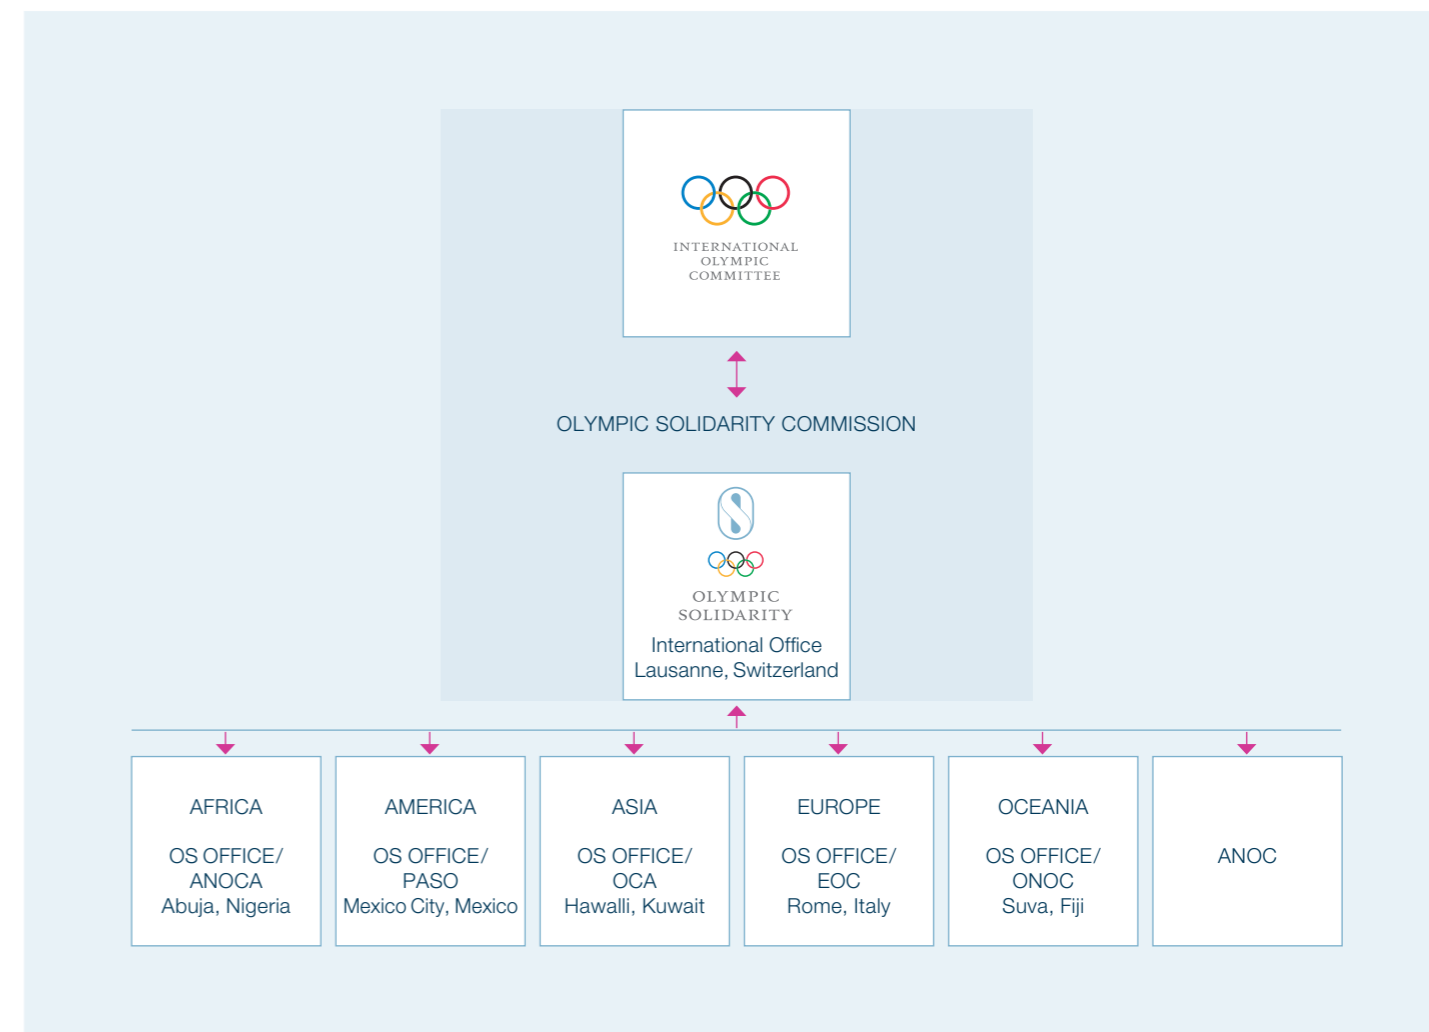 INTERNATIONAL
OLYMPIC
COMMITTEE
OLYMPIC SOLIDARITY COMMISSION
OLYMPIC
SOLIDARITY
International Office
Lausanne, Switzerland
AFRICA
OS OFFICE/
ANOCA
Abuja, Nigeria
AMERICA
OS OFFICE/
PASO
Mexico City, Mexico
ASIA
OS OFFICE/
OCA
Hawalli, Kuwait
EUROPE
OS OFFICE/
EOC
Rome, Italy
OCEANIA
OS OFFICE/
ONOC
Suva, Fiji
ANOC